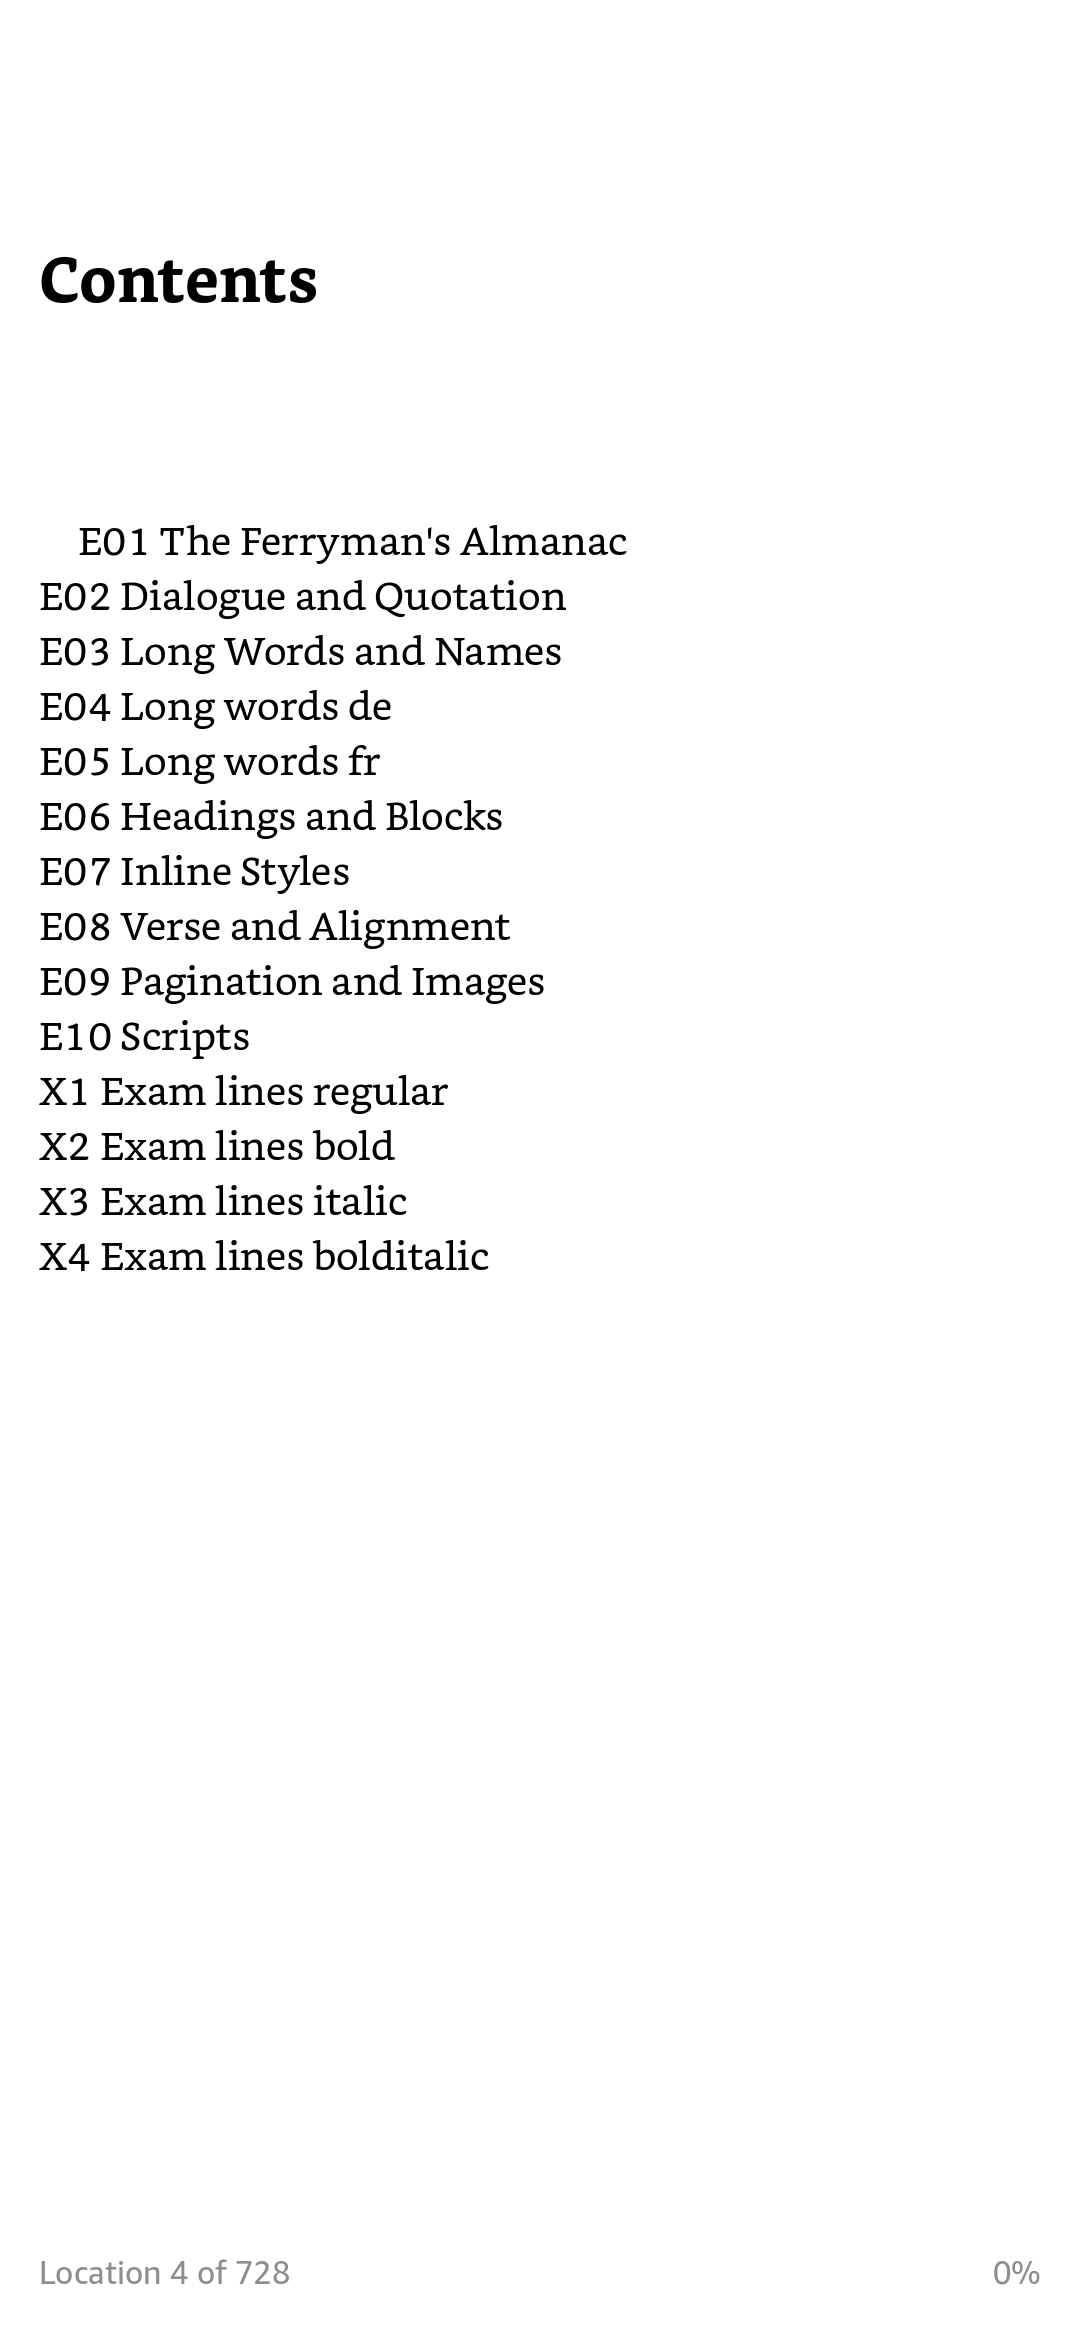 Contents
E01 The Ferryman's Almanac
E02 Dialogue and Quotation
E03 Long Words and Names
E04 Long words de
E05 Long words fr
E06 Headings and Blocks
E07 Inline Styles
E08 Verse and Alignment
E09 Pagination and Images
E10 Scripts
X1 Exam lines regular
X2 Exam lines bold
X3 Exam lines italic
X4 Exam lines bolditalic
Location 4 of 728 0%